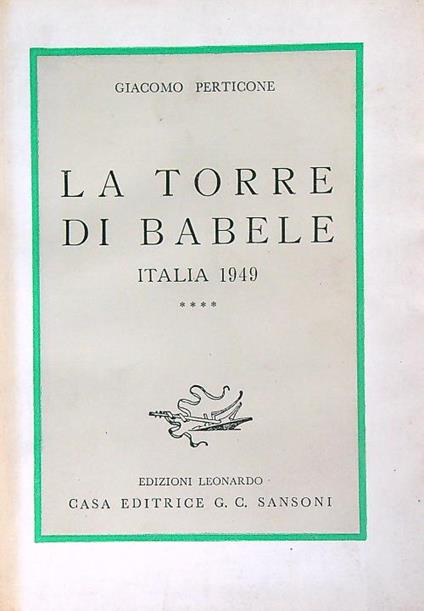 GIACOMO PERTICONE
LA TORRE
DI BABELE
ITALIA 1949
****
EDIZIONI LEONARDO
CASA EDITRICE G. C. SANSONI